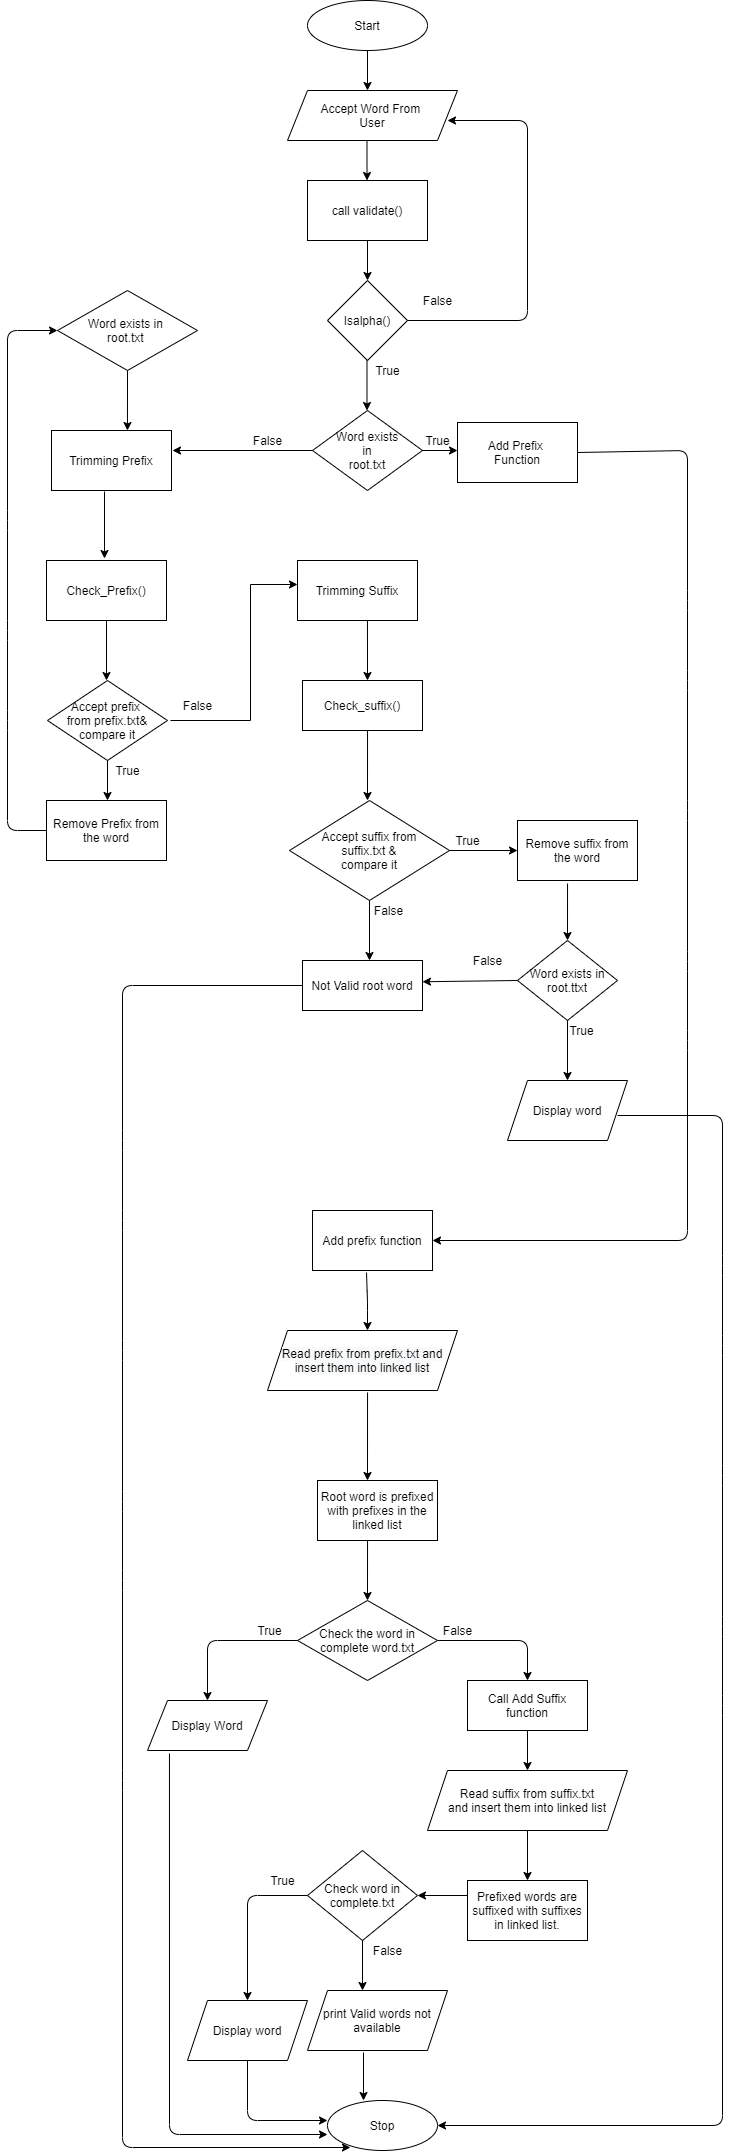 Start
Accept Word From
User
call validate()
Isalpha()
False
True
Word exists in
root.txt
Word exists
in
root.txt
False
True
Add Prefix
Function
Trimming Prefix
Check_Prefix()
Accept prefix
from prefix.txt&
compare it
False
True
Remove Prefix from
the word
Trimming Suffix
Check_suffix()
Accept suffix from
suffix.txt &
compare it
True
False
Remove suffix from
the word
Word exists in
root.ttxt
False
True
Not Valid root word
Display word
Add prefix function
Read prefix from prefix.txt and
insert them into linked list
Root word is prefixed
with prefixes in the
linked list
Check the word in
complete word.txt
True
False
Display Word
Call Add Suffix
function
Read suffix from suffix.txt
and insert them into linked list
Prefixed words are
suffixed with suffixes
in linked list.
Check word in
complete.txt
True
False
Display word
print Valid words not
available
Stop